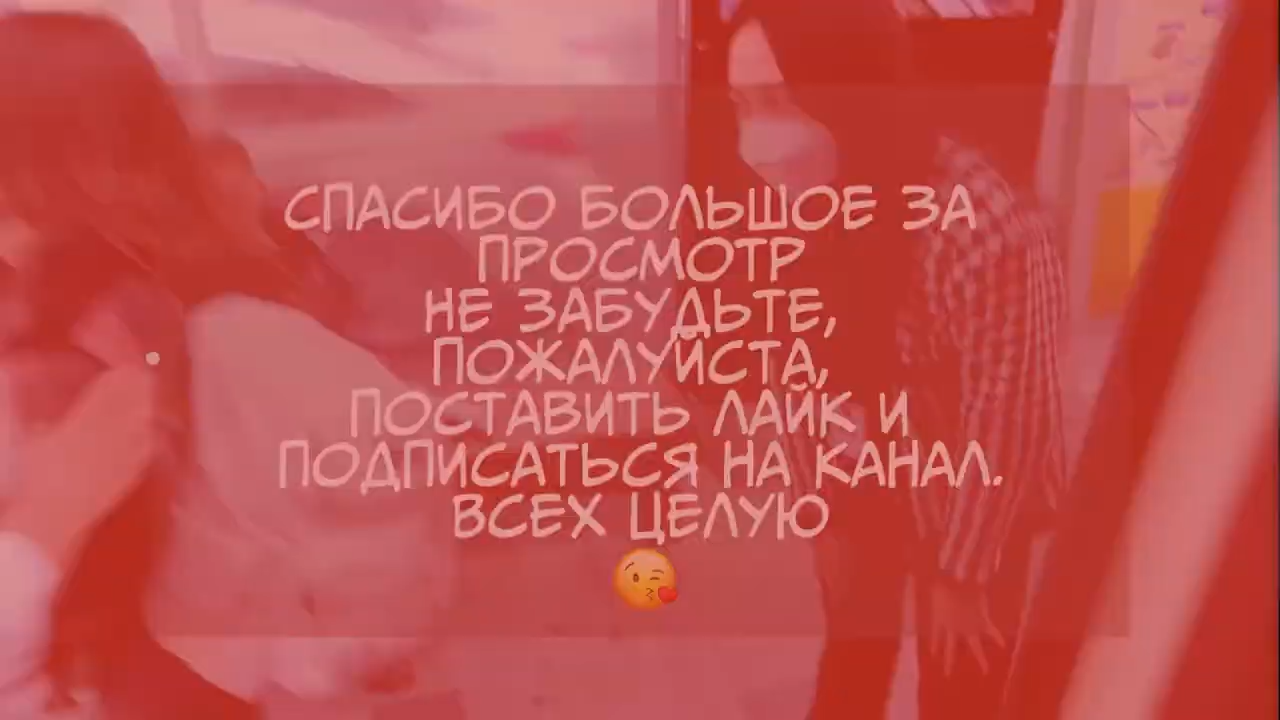 СПАСИБО БОЛЬШОЕ ЗА
ПРОСМОТР
НЕ ЗАБУДЬТЕ,
ПОЖАЛУЙСТА,
ПОСТАВИТЬ ЛАЙК И
ПОДПИСАТЬСЯ НА КАНАЛ.
ВСЕХ ЦЕЛУЮ
😘